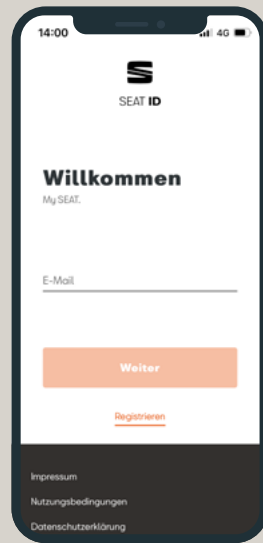 14:00
4G
SEAT ID
Willkommen
My SEAT.
E-Mail
Weiter
Registrieren
Impressum
Nutzungsbedingungen
Datenschutzerklärung